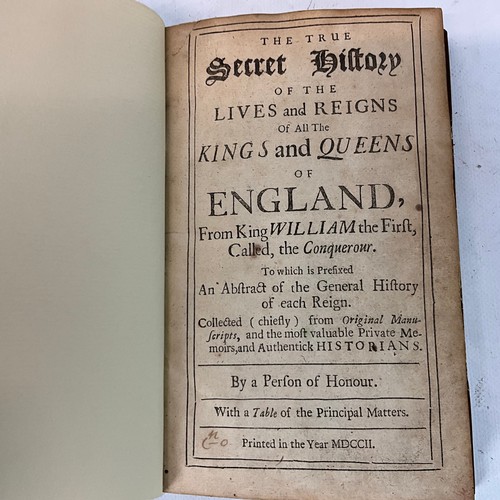 THE TRUE
Secret Hiſtory
OF THE
LIVES and REIGNS
Of All The
KINGS and QUEENS
OF
ENGLAND,
From King WILLIAM the Firſt,
Called, the Conquerour.
To which is Prefixed
An Abſtract of the General Hiſtory
of each Reign.
Collected (chiefly) from Original Manu-
ſcripts, and the moſt valuable Private Me-
moirs, and Authentick HISTORIANS.
By a Perſon of Honour.
With a Table of the Principal Matters.
Printed in the Year MDCCII.